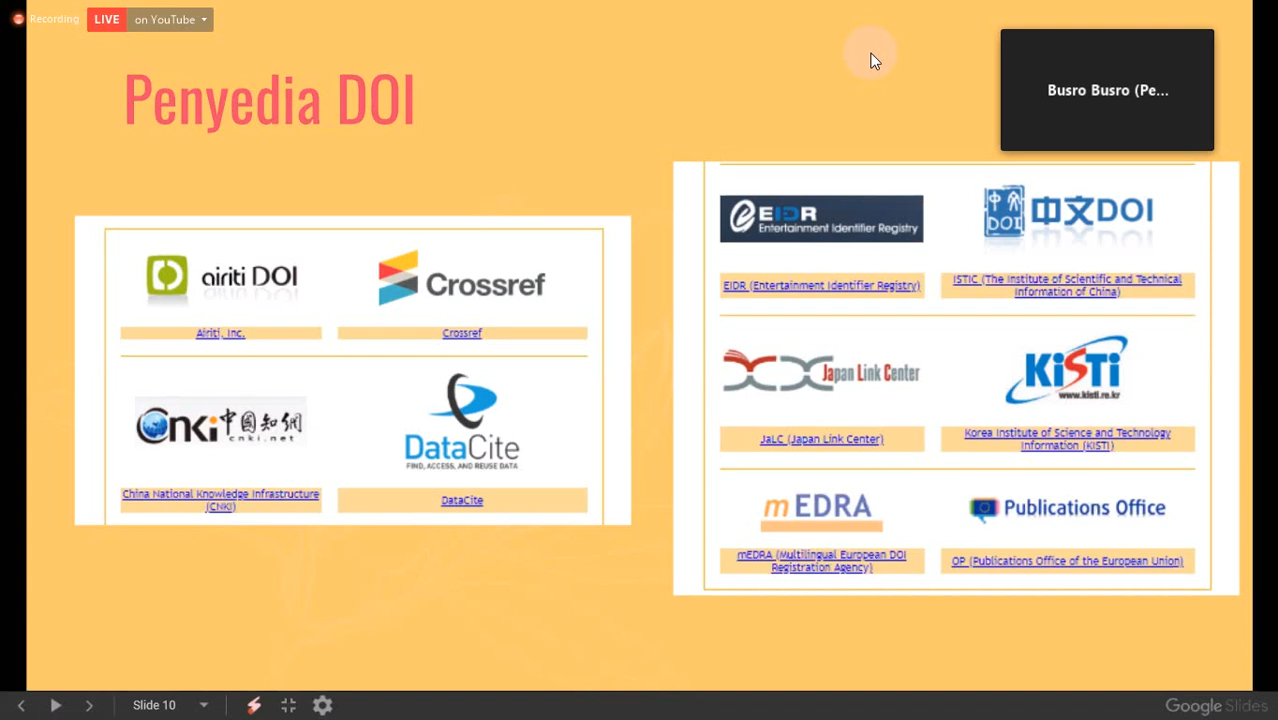 Recording
LIVE
on YouTube
Penyedia DOI
Busro Busro (Pe...
airiti DOI
Crossref
Airiti, Inc.
Crossref
Cnki 中国知网
cnki.net
DataCite
FIND, ACCESS, AND REUSE DATA
China National Knowledge Infrastructure
(CNKI)
DataCite
EIDR
Entertainment Identifier Registry
中文DOI
DOI
EIDR (Entertainment Identifier Registry)
ISTIC (The Institute of Scientific and Technical
Information of China)
Japan Link Center
KiSTi
www.kisti.re.kr
JaLC (Japan Link Center)
Korea Institute of Science and Technology
Information (KISTI)
mEDRA
Publications Office
mEDRA (Multilingual European DOI
Registration Agency)
OP (Publications Office of the European Union)
Slide 10
Google Slides